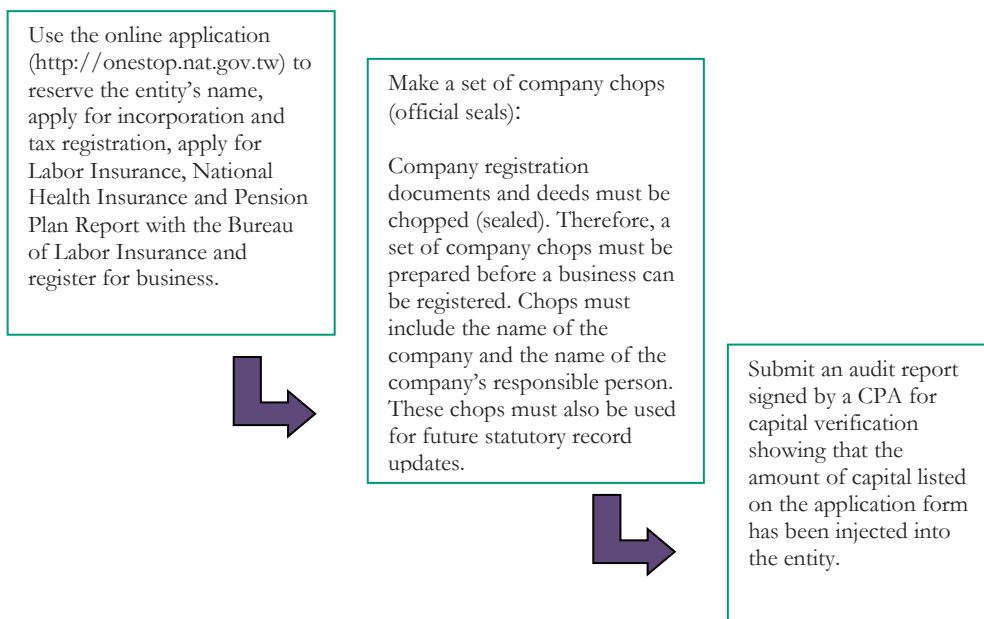 Use the online application
(http://onestop.nat.gov.tw) to
reserve the entity’s name,
apply for incorporation and
tax registration, apply for
Labor Insurance, National
Health Insurance and Pension
Plan Report with the Bureau
of Labor Insurance and
register for business.
Make a set of company chops
(official seals):
Company registration
documents and deeds must be
chopped (sealed). Therefore, a
set of company chops must be
prepared before a business can
be registered. Chops must
include the name of the
company and the name of the
company’s responsible person.
These chops must also be used
for future statutory record
updates.
Submit an audit report
signed by a CPA for
capital verification
showing that the
amount of capital listed
on the application form
has been injected into
the entity.